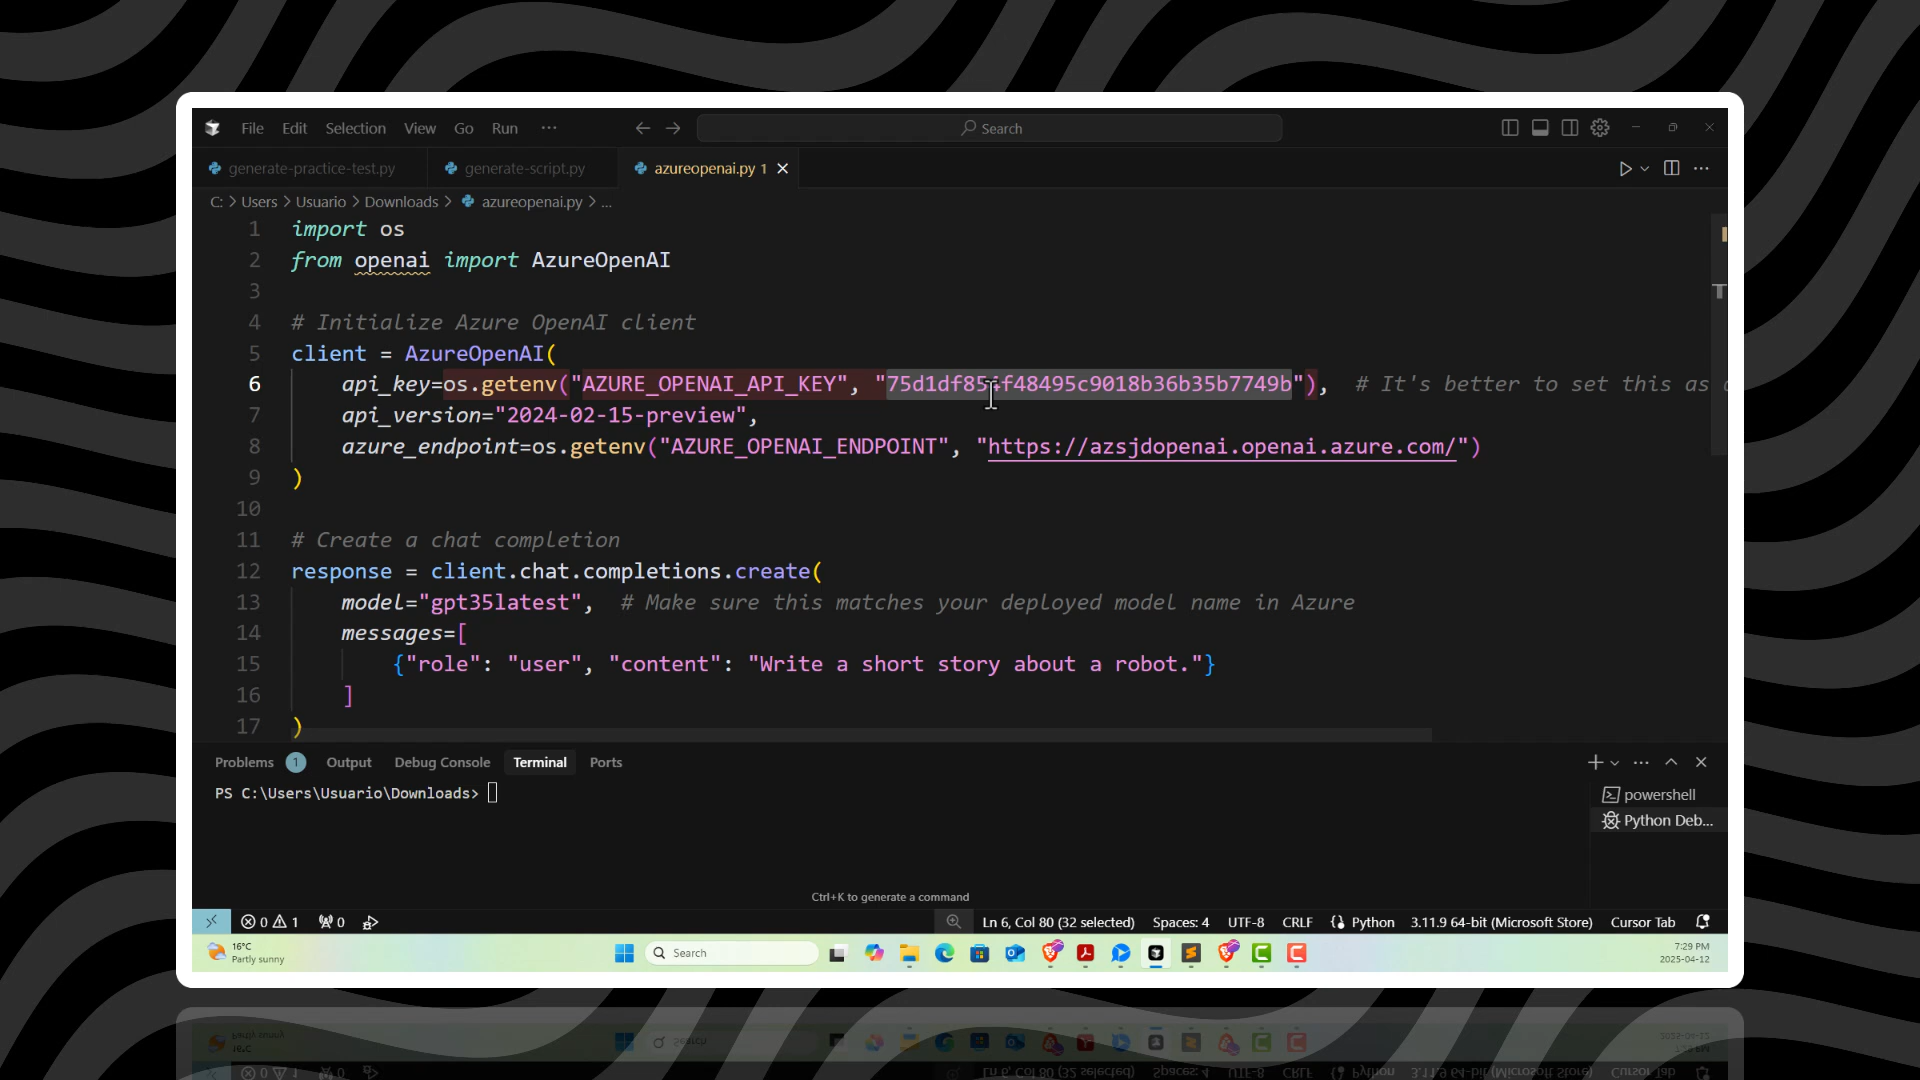 File Edit Selection View Go Run ··· Search
generate-practice-test.py generate-script.py azureopenai.py 1
C: > Users > Usuario > Downloads > azureopenai.py > ...
1 import os
2 from openai import AzureOpenAI
3
4 # Initialize Azure OpenAI client
5 client = AzureOpenAI(
6 api_key=os.getenv("AZURE_OPENAI_API_KEY", " "), # It's better to set this as
7 api_version="2024-02-15-preview",
8 azure_endpoint=os.getenv("AZURE_OPENAI_ENDPOINT", "https://azsjdopenai.openai.azure.com/")
9 )
10
11 # Create a chat completion
12 response = client.chat.completions.create(
13 model="gpt35latest", # Make sure this matches your deployed model name in Azure
14 messages=[
15 {"role": "user", "content": "Write a short story about a robot."}
16 ]
17 )
Problems 1 Output Debug Console Terminal Ports
PS C:\Users\Usuario\Downloads>
powershell
Python Deb...
Ctrl+K to generate a command
0 1 0 Ln 6, Col 80 (32 selected) Spaces: 4 UTF-8 CRLF {} Python 3.11.9 64-bit (Microsoft Store) Cursor Tab
16°C
Partly sunny
Search
7:29 PM
2025-04-12